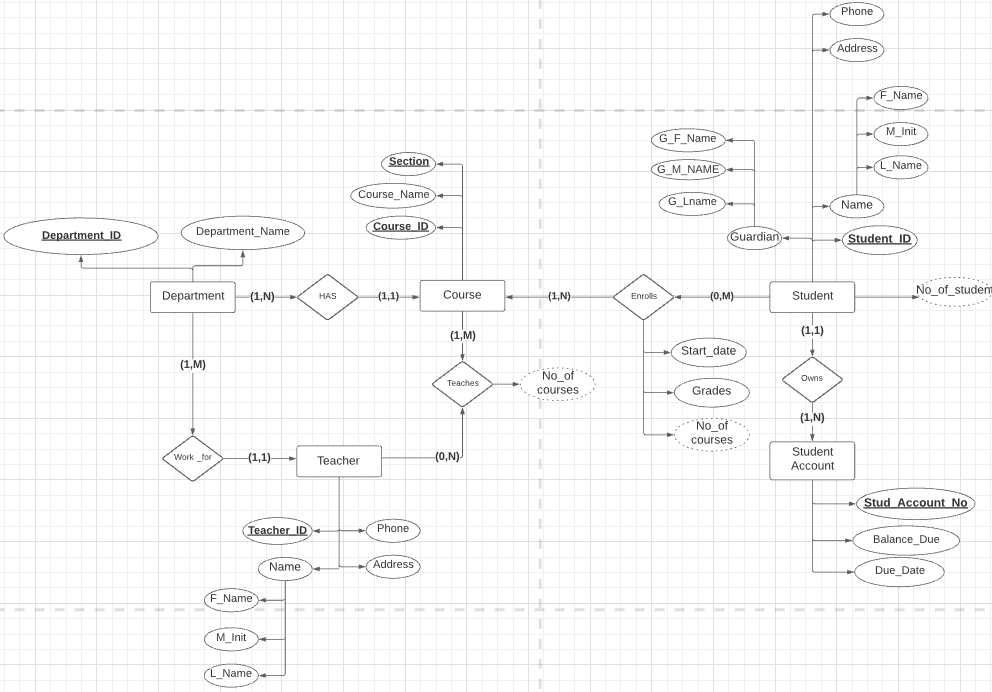 Phone
Address
F_Name
M_Init
L_Name
Name
Student_ID
G_F_Name
G_M_NAME
G_Lname
Guardian
Section
Course_Name
Course_ID
Department_ID
Department_Name
Department
(1,N)
HAS
(1,1)
Course
(1,N)
Enrolls
(0,M)
Student
No_of_student
(1,M)
(1,M)
(1,1)
Start_date
Grades
No_of
courses
Teaches
No_of
courses
Owns
(1,N)
Student
Account
Work _for
(1,1)
Teacher
(0,N)
Stud_Account_No
Balance_Due
Due_Date
Teacher_ID
Phone
Name
Address
F_Name
M_Init
L_Name